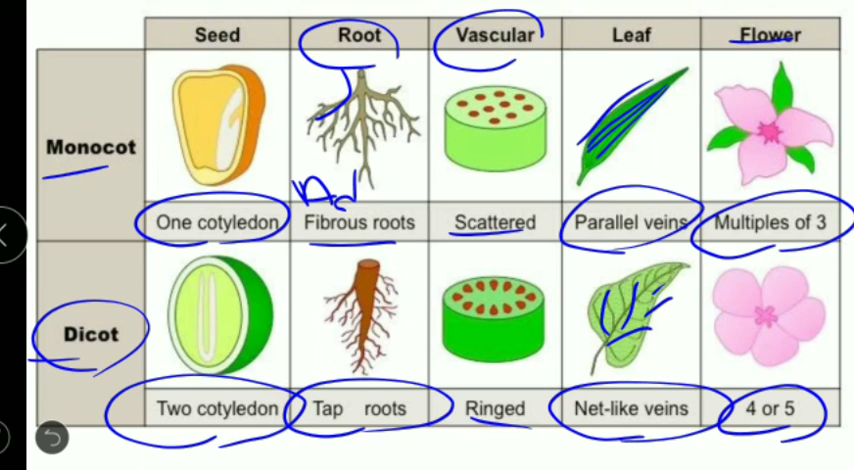 Seed Root Vascular Leaf Flower
Monocot
One cotyledon Fibrous roots Scattered Parallel veins Multiples of 3
Dicot
Two cotyledon Tap roots Ringed Net-like veins 4 or 5